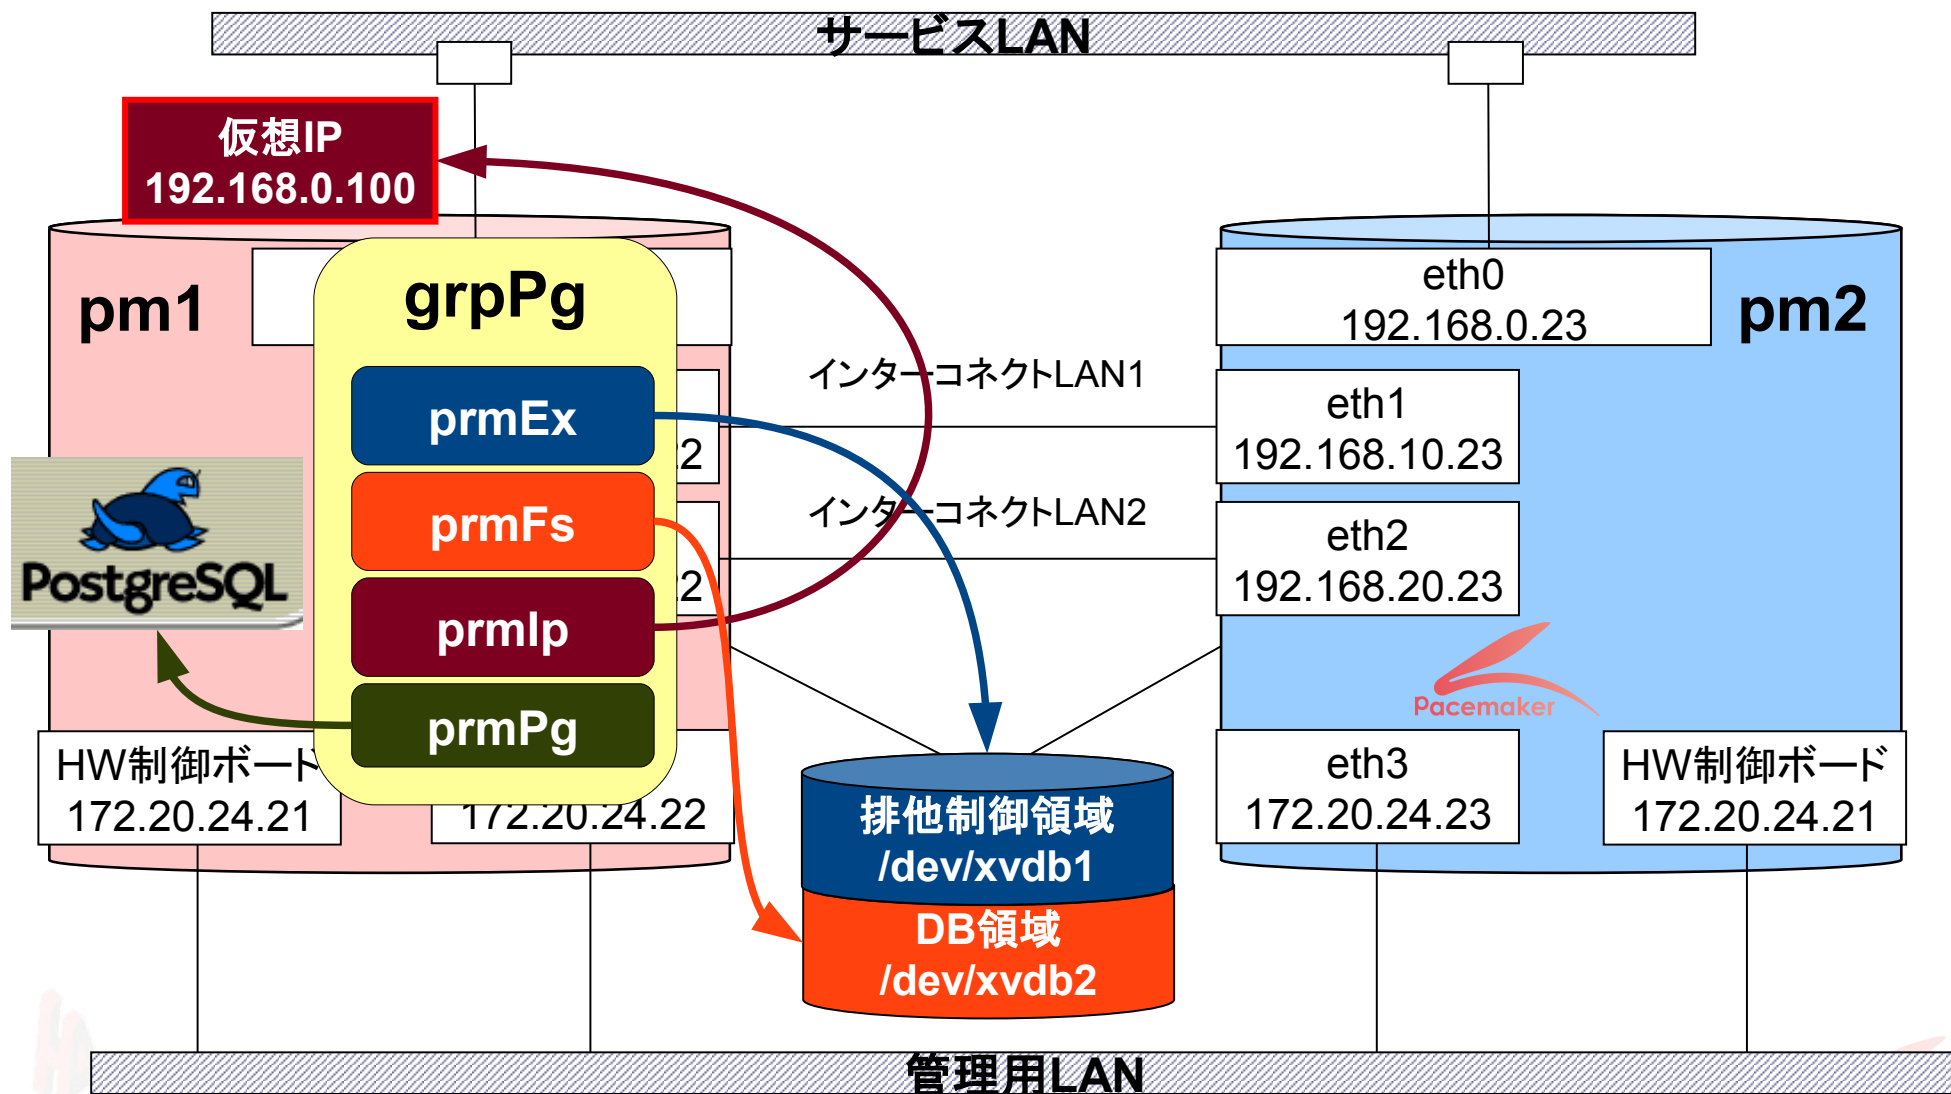 サービスLAN
仮想IP
192.168.0.100
pm1
grpPg
prmEx
prmFs
prmIp
prmPg
PostgreSQL
22
22
HW制御ボード
172.20.24.21
172.20.24.22
インターコネクトLAN1
インターコネクトLAN2
排他制御領域
/dev/xvdb1
DB領域
/dev/xvdb2
eth0
192.168.0.23
pm2
eth1
192.168.10.23
eth2
192.168.20.23
Pacemaker
eth3
172.20.24.23
HW制御ボード
172.20.24.21
管理用LAN